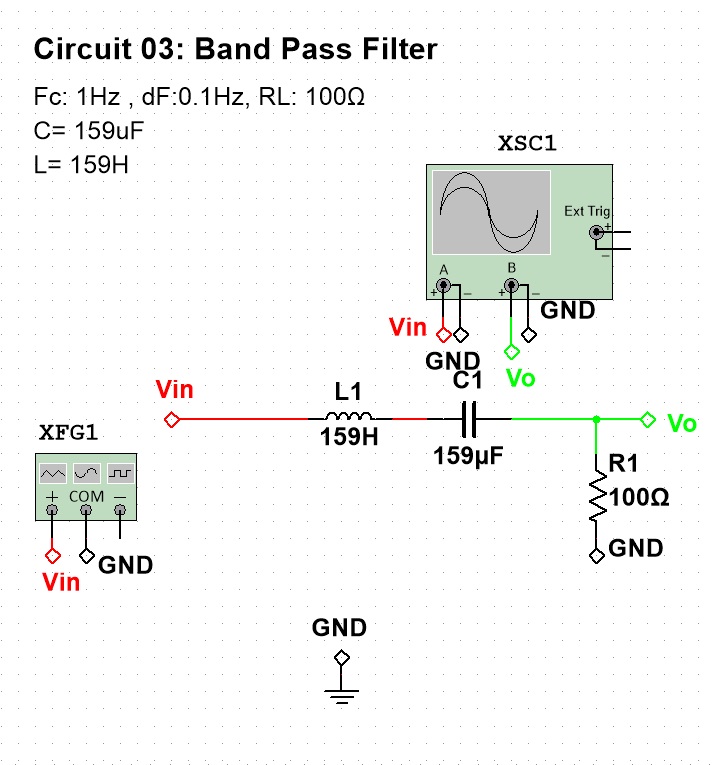 Circuit 03: Band Pass Filter
Fc: 1Hz , dF:0.1Hz, RL: 100Ω
C= 159uF
L= 159H
XSC1
Ext Trig
+
−
A
B
+ − + −
GND
Vin
GND
Vo
Vin
L1
C1
Vo
159H
159µF
XFG1
R1
100Ω
+ COM −
GND
GND
Vin
GND